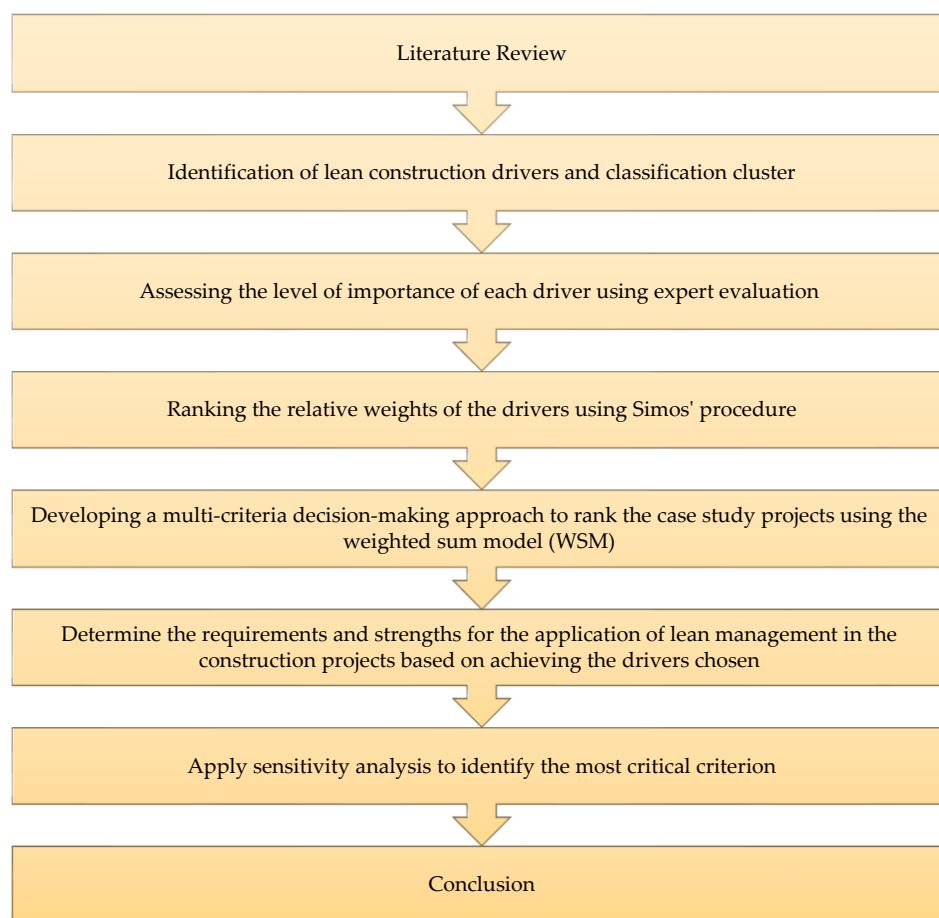 Literature Review
Identification of lean construction drivers and classification cluster
Assessing the level of importance of each driver using expert evaluation
Ranking the relative weights of the drivers using Simos' procedure
Developing a multi-criteria decision-making approach to rank the case study projects using the
weighted sum model (WSM)
Determine the requirements and strengths for the application of lean management in the
construction projects based on achieving the drivers chosen
Apply sensitivity analysis to identify the most critical criterion
Conclusion